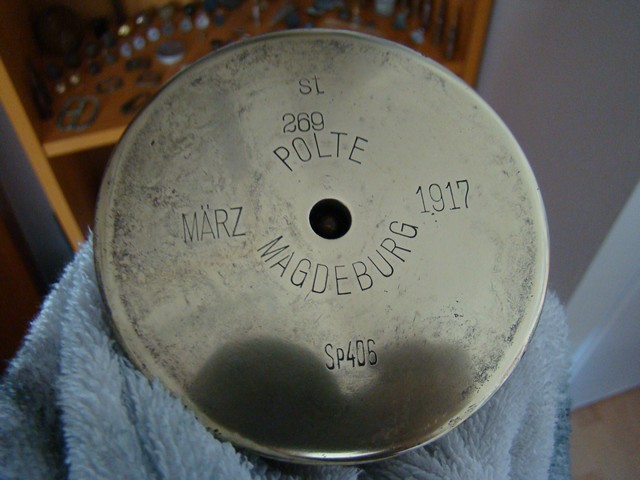 St
269
POLTE
MÄRZ 1917
MAGDEBURG
Sp406